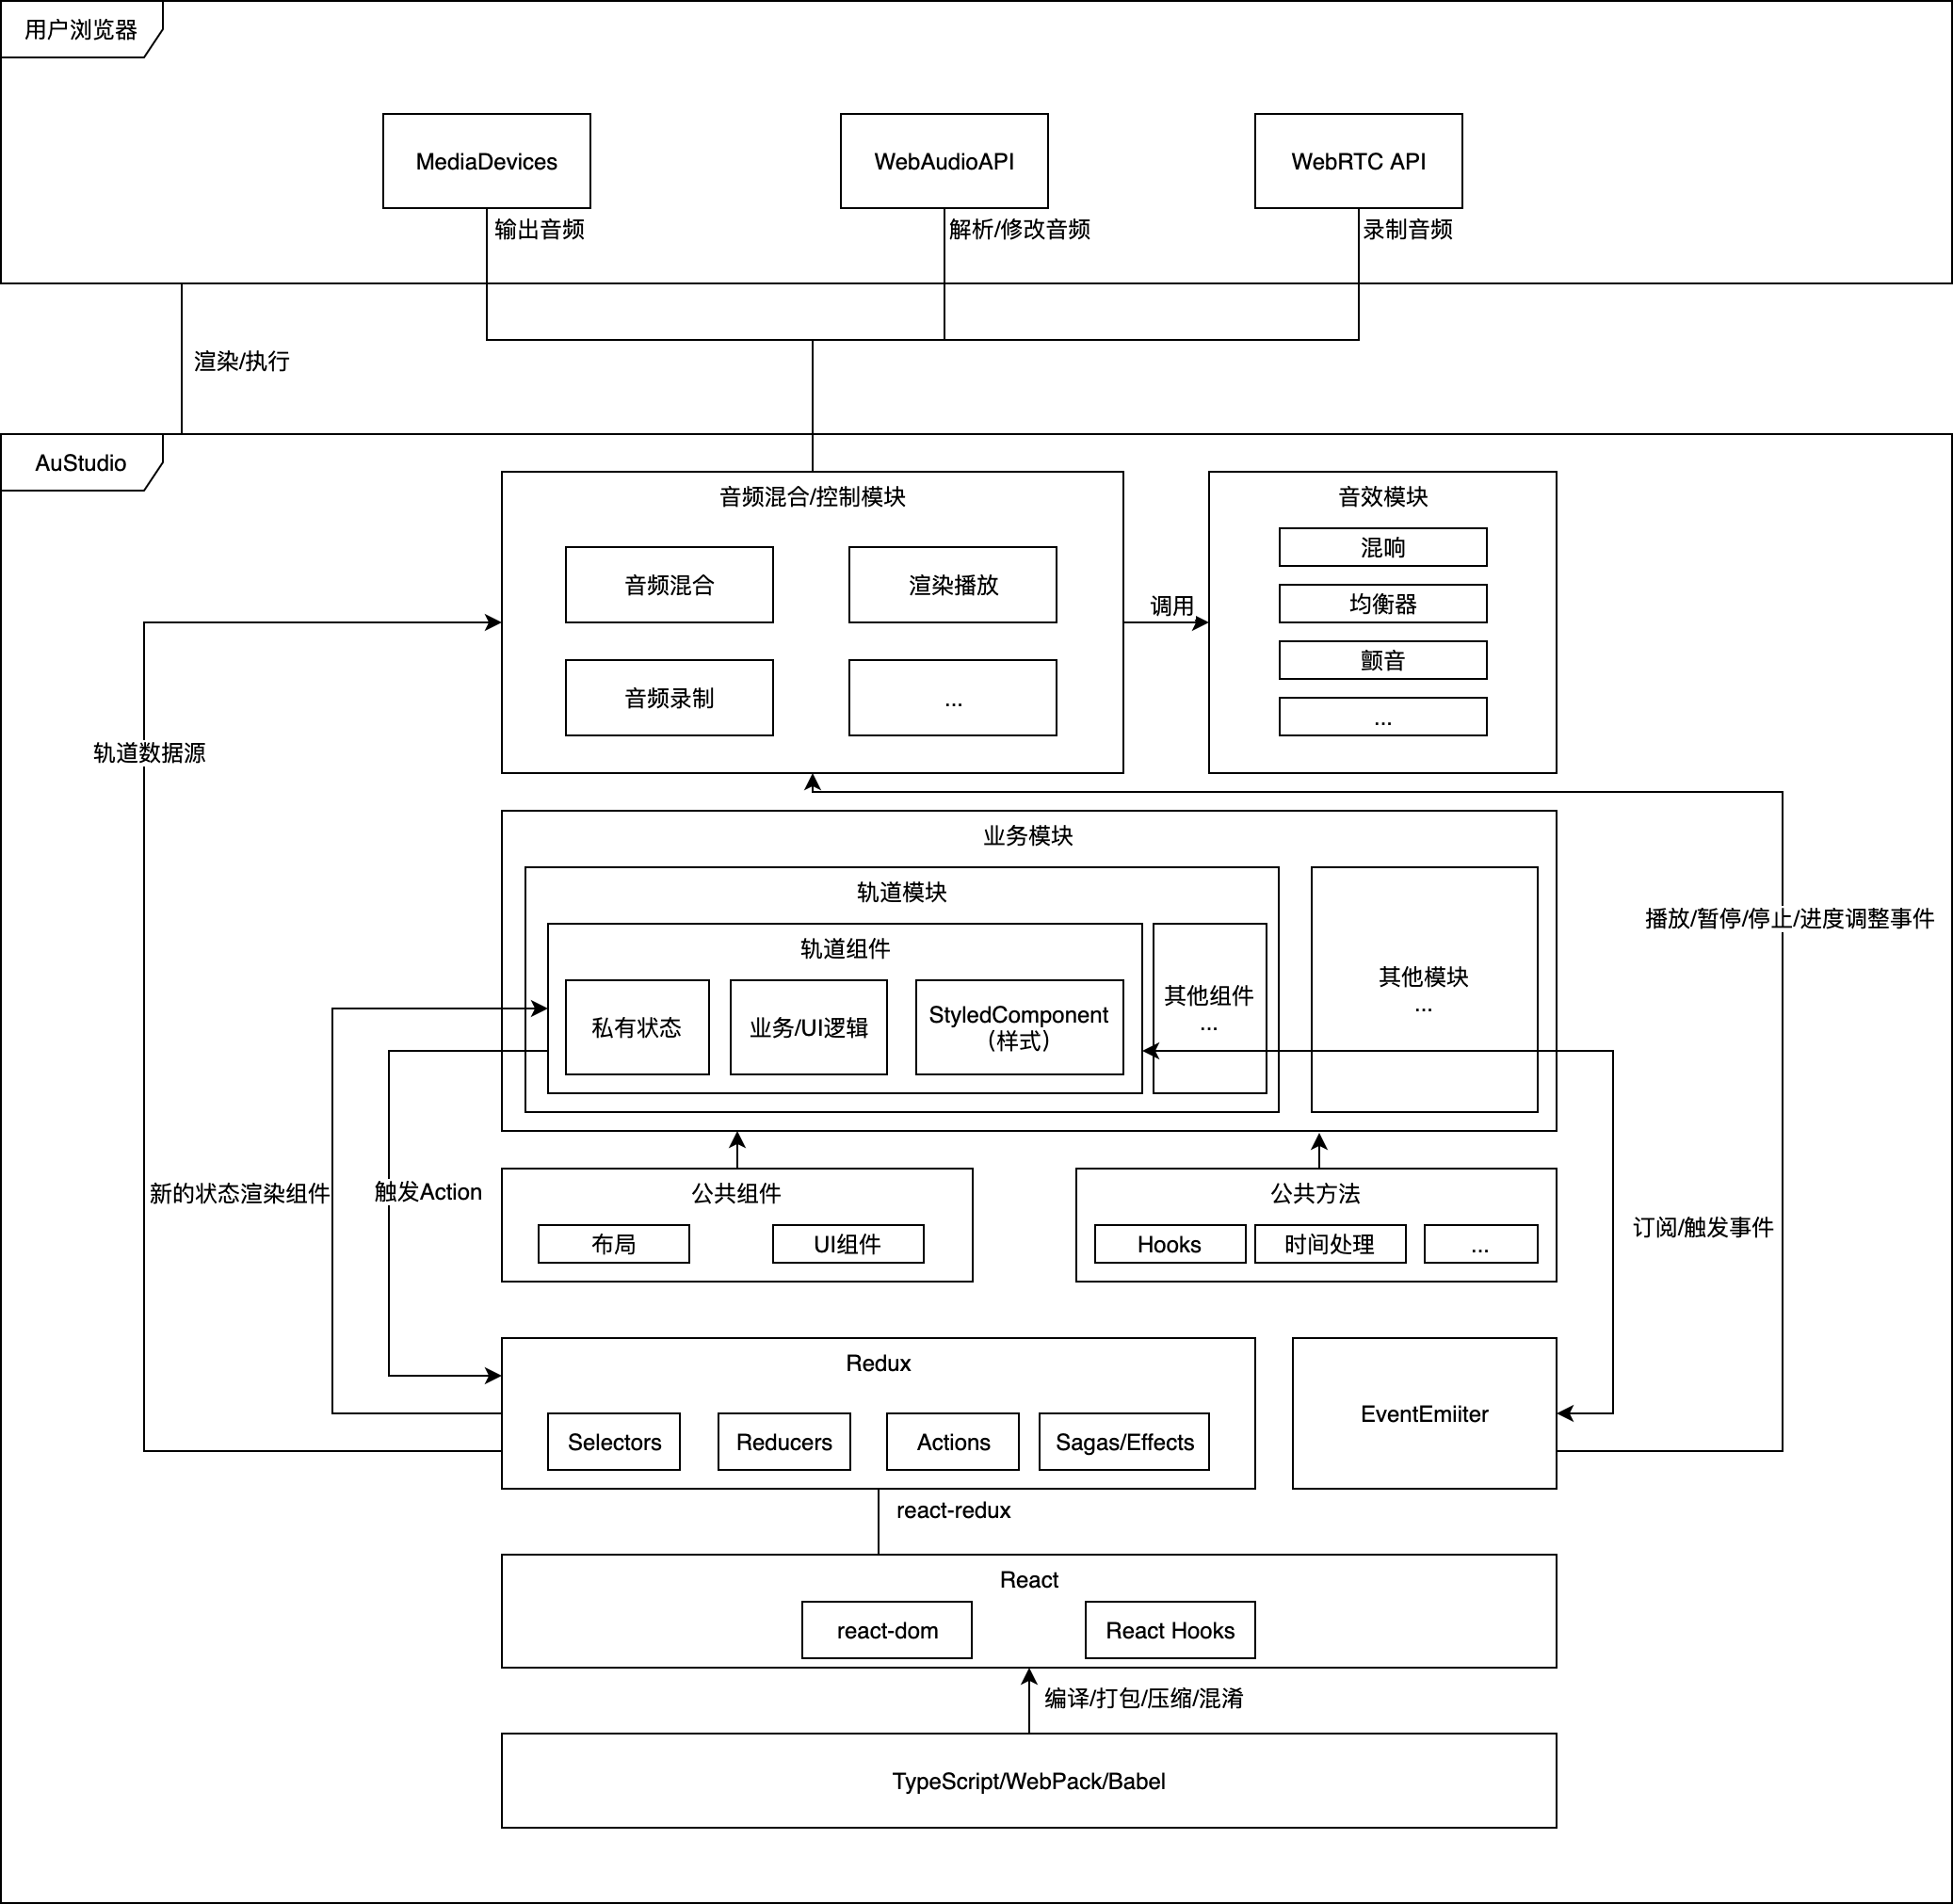 用户浏览器
MediaDevices
WebAudioAPI
WebRTC API
输出音频
解析/修改音频
录制音频
渲染/执行
AuStudio
音频混合/控制模块
音频混合
渲染播放
音频录制
...
调用
音效模块
混响
均衡器
颤音
...
轨道数据源
业务模块
轨道模块
轨道组件
私有状态
业务/UI逻辑
StyledComponent
（样式）
其他组件
...
其他模块
...
播放/暂停/停止/进度调整事件
新的状态渲染组件
触发Action
公共组件
布局
UI组件
公共方法
Hooks
时间处理
...
订阅/触发事件
Redux
Selectors
Reducers
Actions
Sagas/Effects
EventEmiiter
react-redux
React
react-dom
React Hooks
编译/打包/压缩/混淆
TypeScript/WebPack/Babel